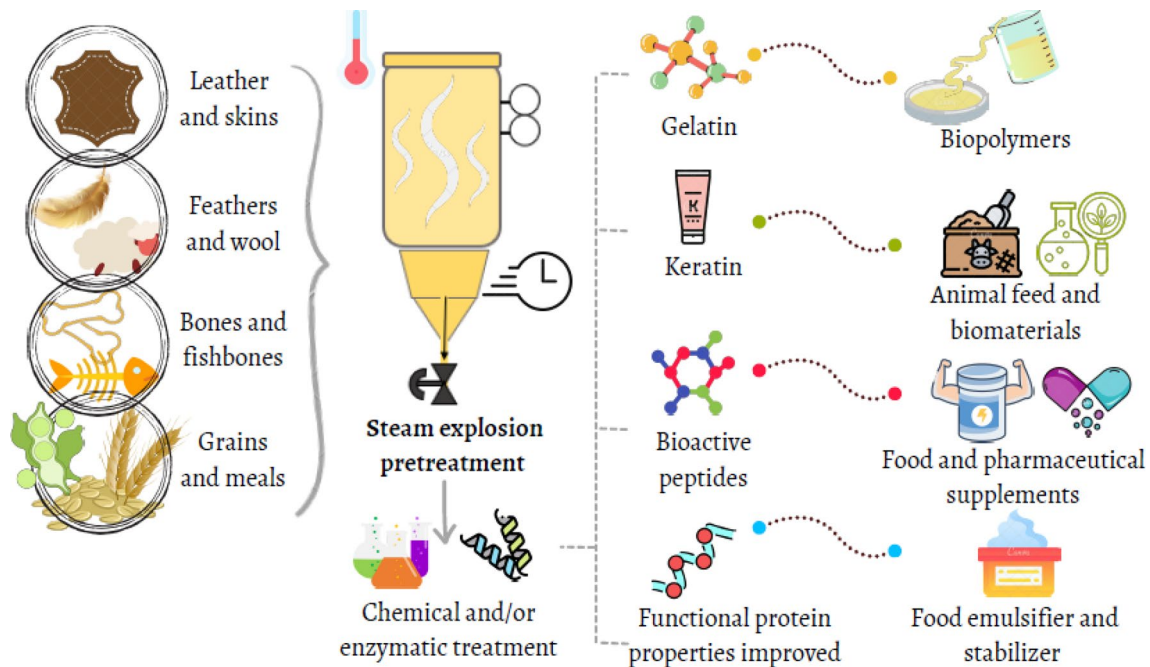 Leather
and skins
Feathers
and wool
Bones and
fishbones
Grains
and meals
Steam explosion
pretreatment
Chemical and/or
enzymatic treatment
Gelatin
Biopolymers
K
Keratin
Animal feed and
biomaterials
Bioactive
peptides
Food and pharmaceutical
supplements
Functional protein
properties improved
Food emulsifier and
stabilizer